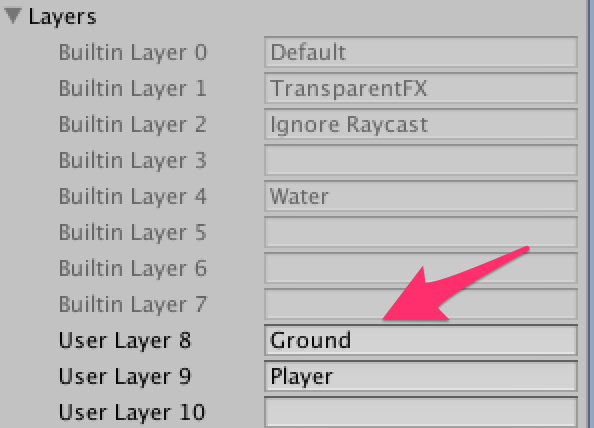 Layers
Builtin Layer 0 Default
Builtin Layer 1 TransparentFX
Builtin Layer 2 Ignore Raycast
Builtin Layer 3
Builtin Layer 4 Water
Builtin Layer 5
Builtin Layer 6
Builtin Layer 7
User Layer 8 Ground
User Layer 9 Player
User Layer 10